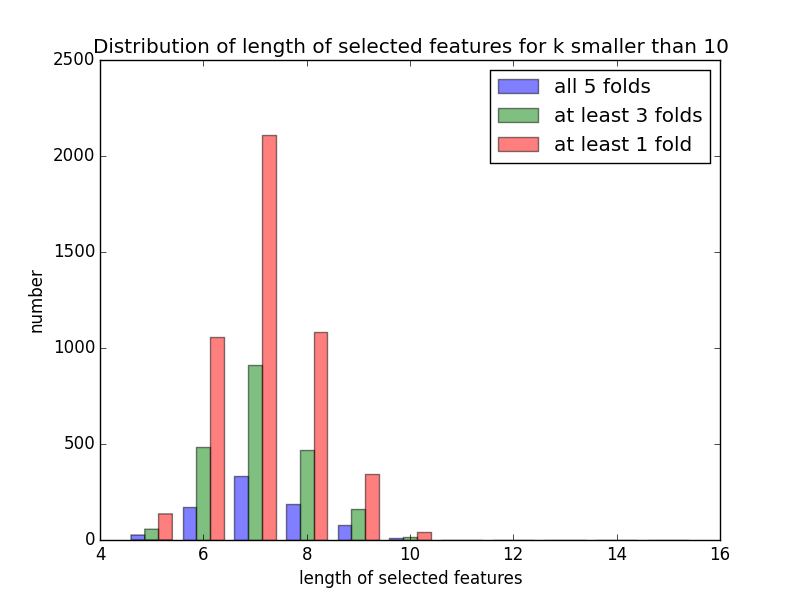 Distribution of length of selected features for k smaller than 10
2500
2000
1500
1000
500
0
number
all 5 folds
at least 3 folds
at least 1 fold
4 6 8 10 12 14 16
length of selected features